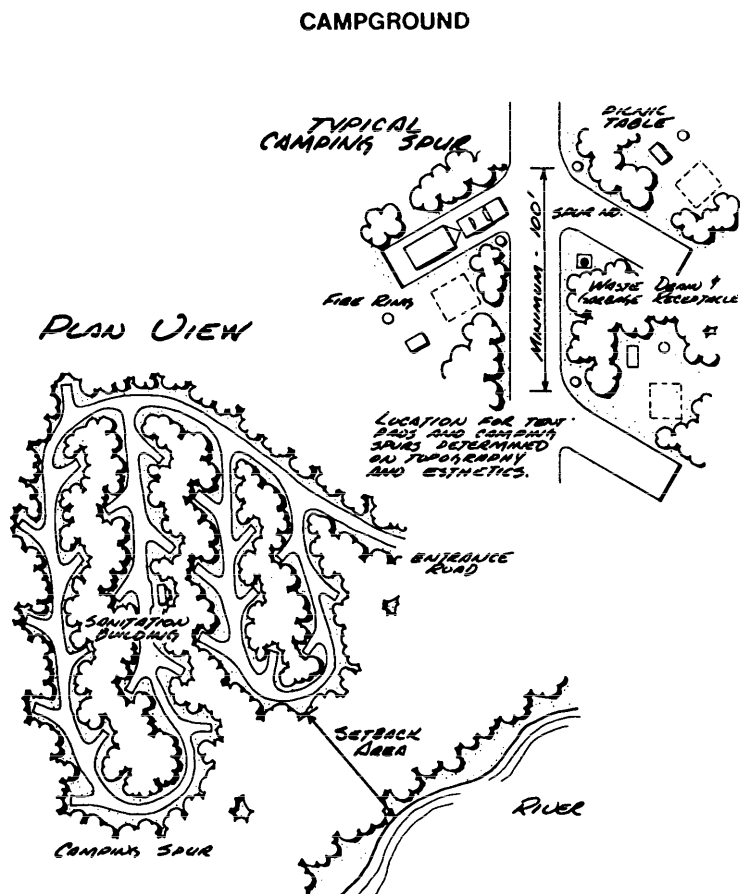 CAMPGROUND
TYPICAL
CAMPING SPUR
PICNIC
TABLE
SPUR NO.
MINIMUM - 100'
FIRE RING
WASTE DRAIN &
GARBAGE RECEPTACLE
PLAN VIEW
LOCATION FOR TENT
PADS AND CAMPING
SPURS DETERMINED
ON TOPOGRAPHY
AND ESTHETICS.
ENTRANCE
ROAD
SANITATION
BUILDING
SETBACK
AREA
RIVER
CAMPING SPUR